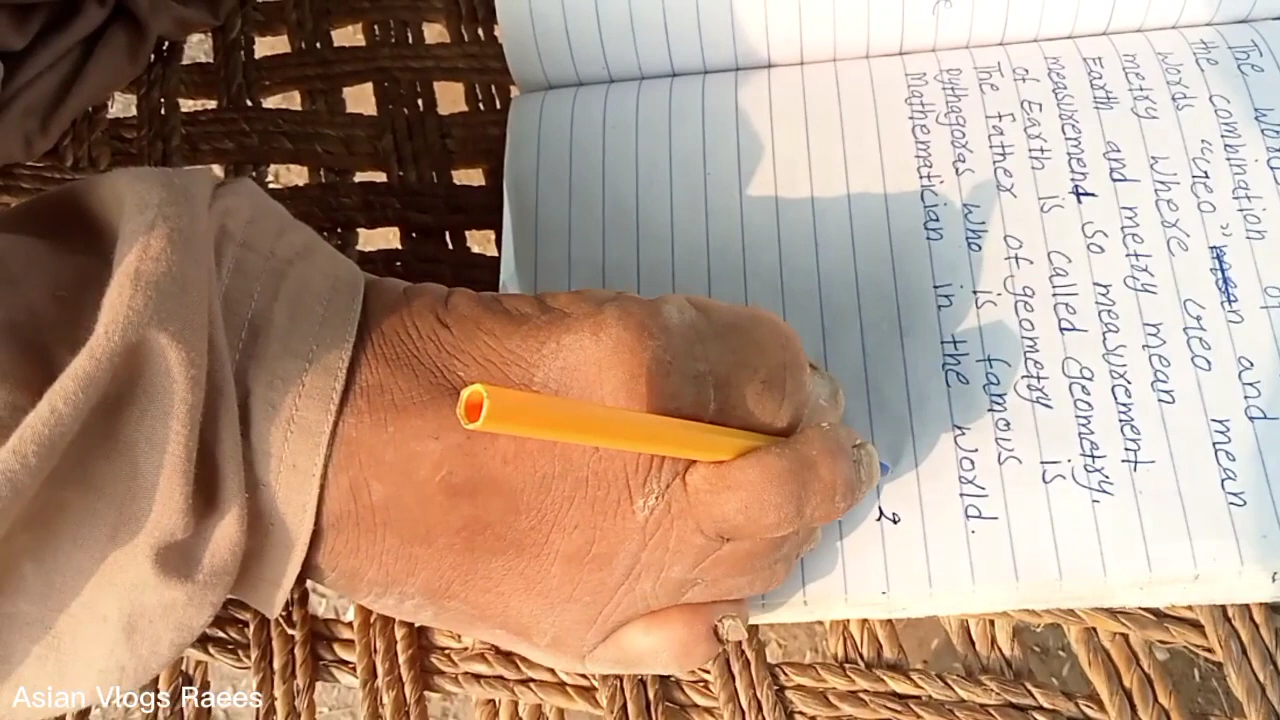 The word
the combination of
words "Geo" and
metry where Geo mean
Earth and metry mean
measurement so measurement
of Earth is called geometry.
The father of geometry is
pythagoras who is famous
Mathematician in the world.
2
Asian Vlogs Raees